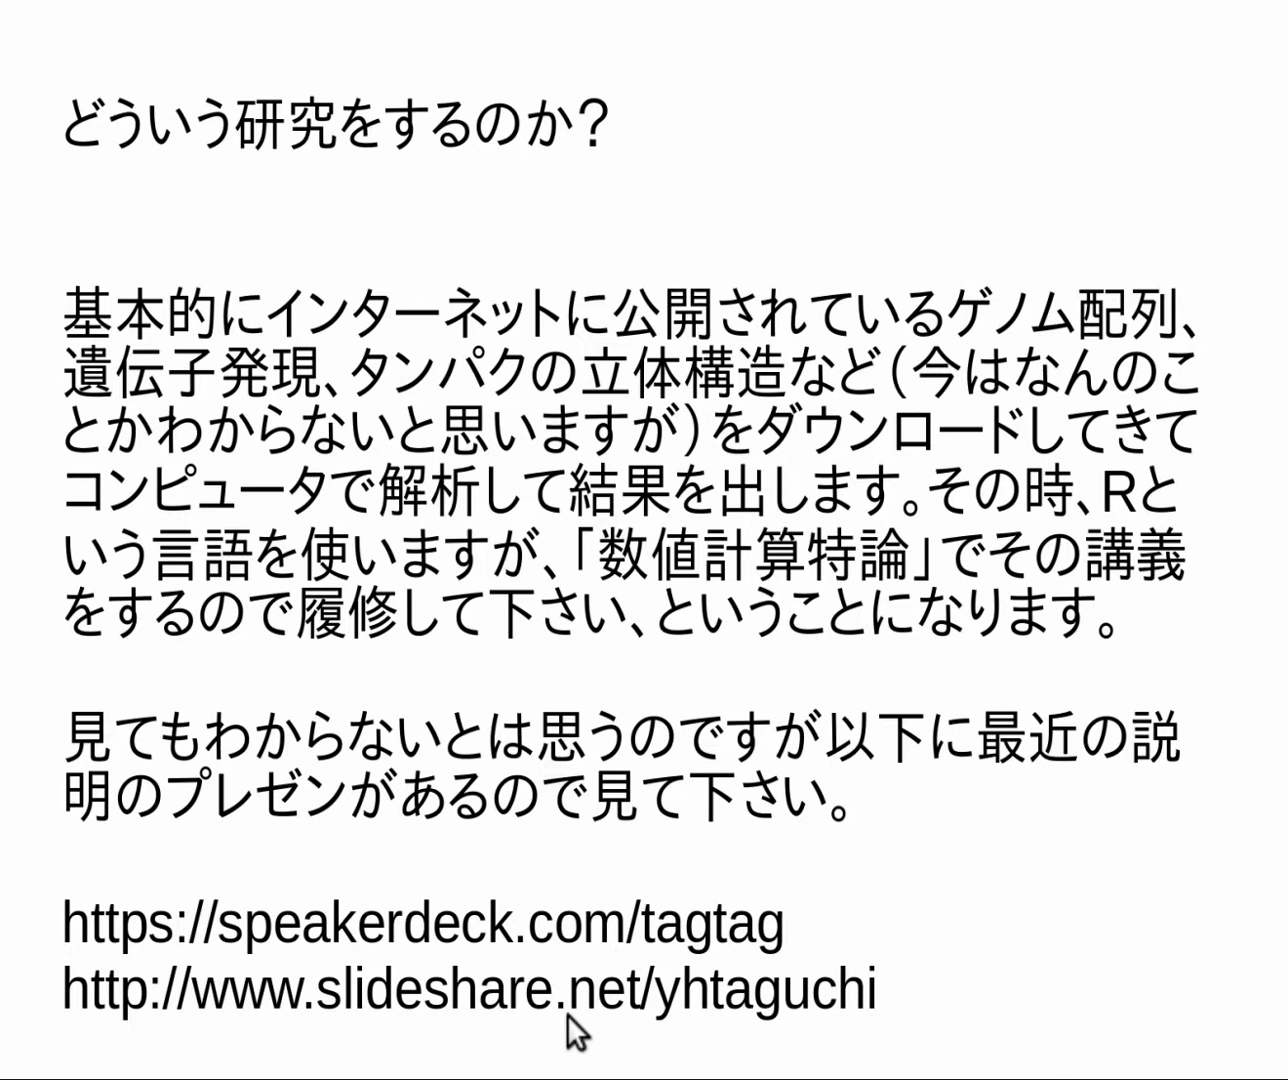 どういう研究をするのか？
基本的にインターネットに公開されているゲノム配列、
遺伝子発現、タンパクの立体構造など（今はなんのこ
とかわからないと思いますが）をダウンロードしてきて
コンピュータで解析して結果を出します。その時、Rと
いう言語を使いますが、「数値計算特論」でその講義
をするので履修して下さい、ということになります。
見てもわからないとは思うのですが以下に最近の説
明のプレゼンがあるので見て下さい。
https://speakerdeck.com/tagtag
http://www.slideshare.net/yhtaguchi